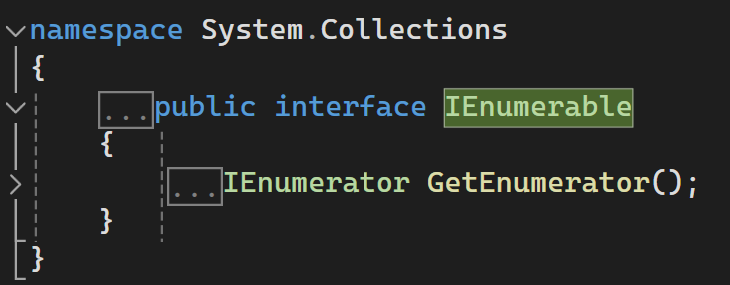 namespace System.Collections
{
...public interface IEnumerable
{
...IEnumerator GetEnumerator();
}
}